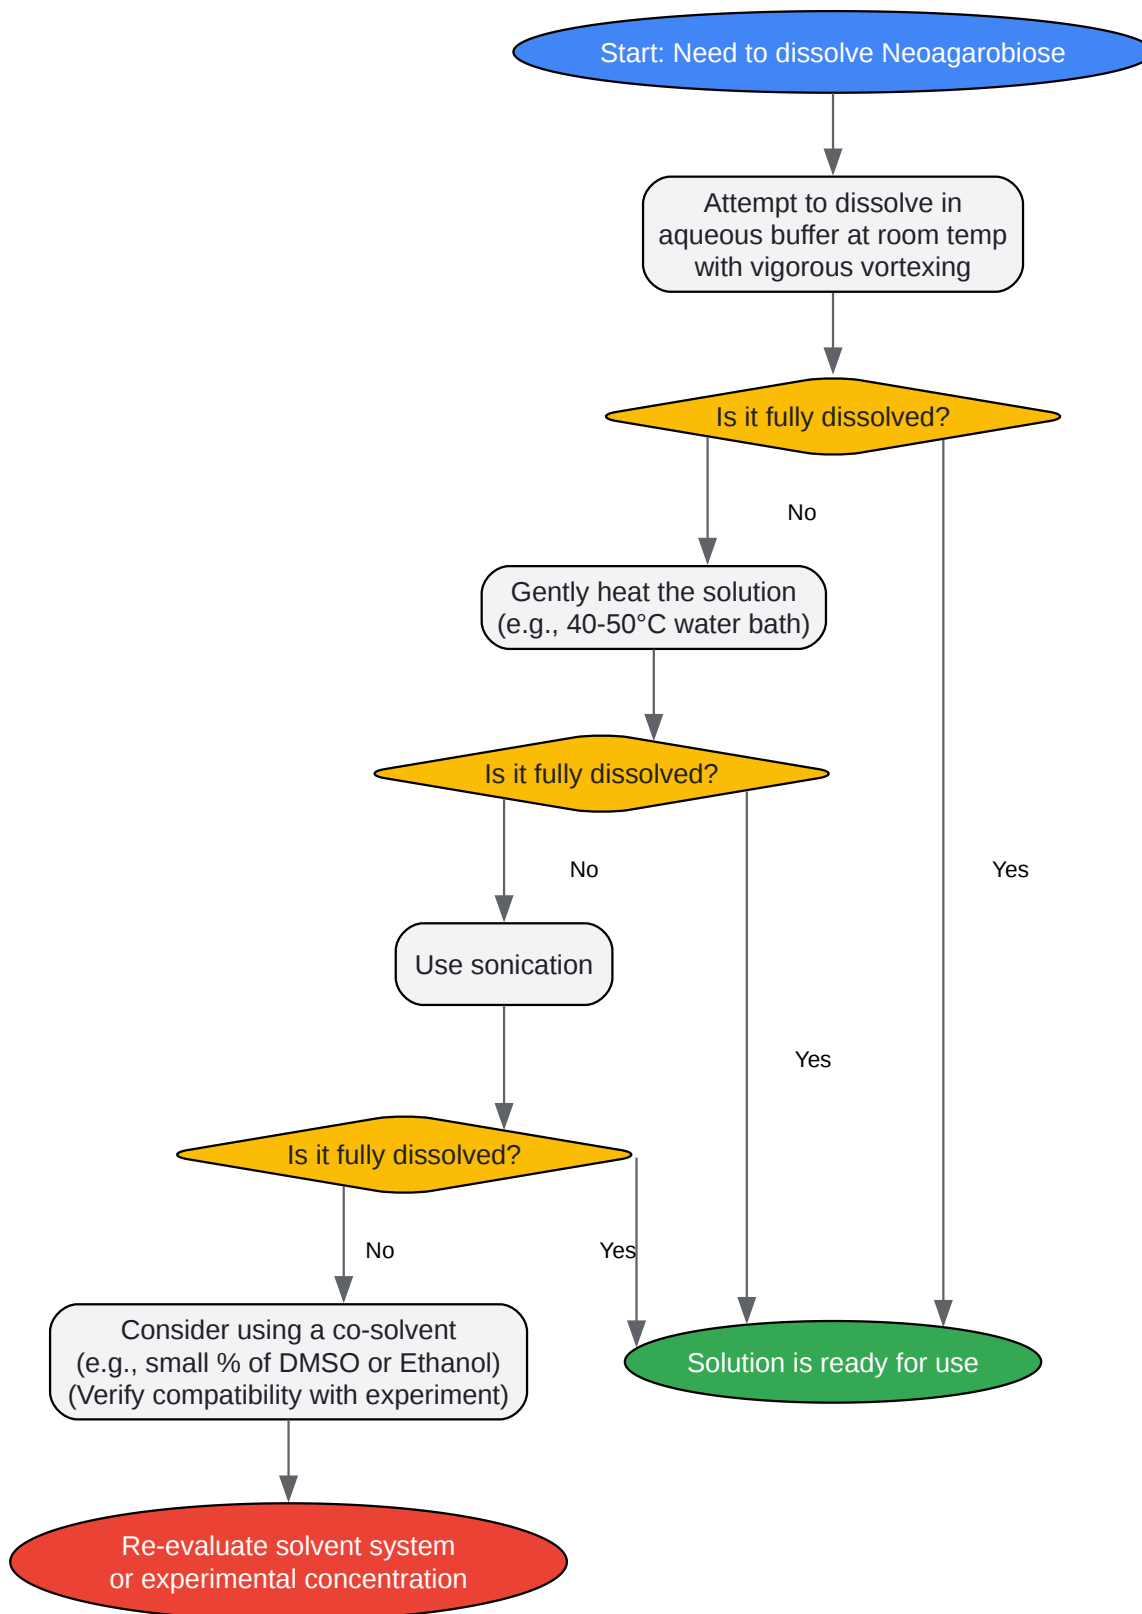 Start: Need to dissolve Neoagarobiose
Attempt to dissolve in
aqueous buffer at room temp
with vigorous vortexing
Is it fully dissolved?
No
Gently heat the solution
(e.g., 40-50°C water bath)
Is it fully dissolved?
No
Yes
Use sonication
Yes
Is it fully dissolved?
No
Yes
Consider using a co-solvent
(e.g., small % of DMSO or Ethanol)
(Verify compatibility with experiment)
Solution is ready for use
Re-evaluate solvent system
or experimental concentration